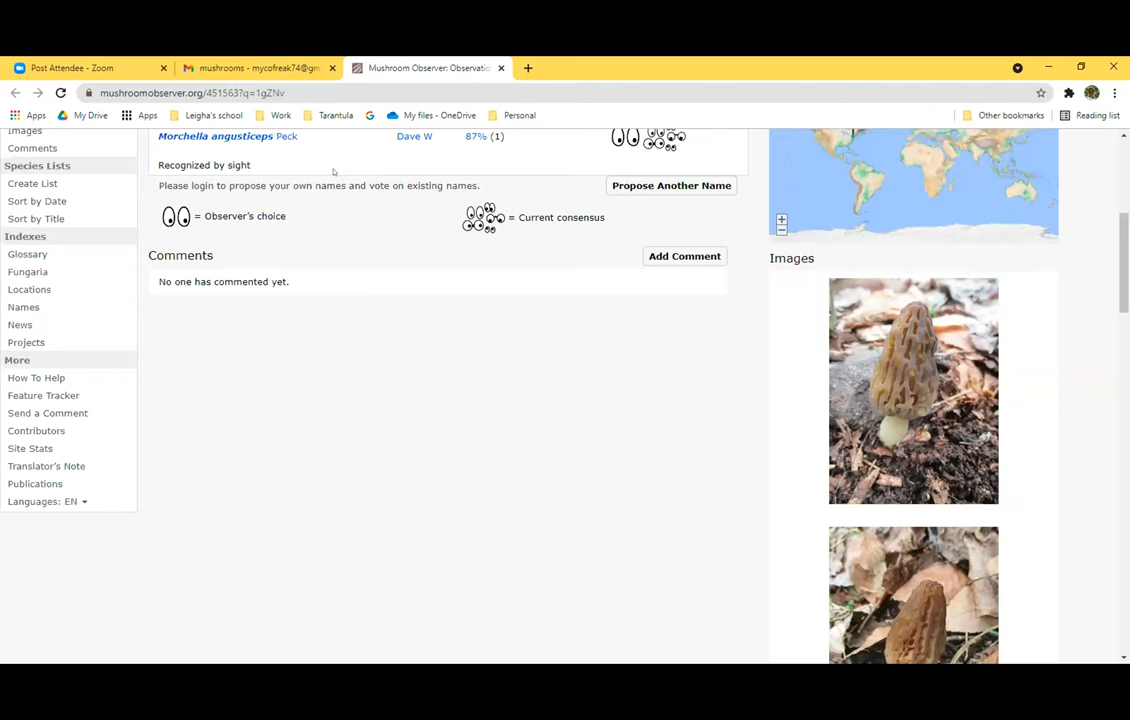 Post Attendee - Zoom
mushrooms - mycofreak74@gm
Mushroom Observer: Observatio
mushroomobserver.org/451563?q=1gZNv
Apps
My Drive
Apps
Leigha's school
Work
Tarantula
My files - OneDrive
Personal
Other bookmarks
Reading list
Images
Comments
Species Lists
Create List
Sort by Date
Sort by Title
Indexes
Glossary
Fungaria
Locations
Names
News
Projects
More
How To Help
Feature Tracker
Send a Comment
Contributors
Site Stats
Translator's Note
Publications
Languages: EN
Morchella angusticeps Peck Dave W 87% (1)
Recognized by sight
Please login to propose your own names and vote on existing names.
Propose Another Name
= Observer's choice
= Current consensus
Comments
Add Comment
No one has commented yet.
+
−
Images